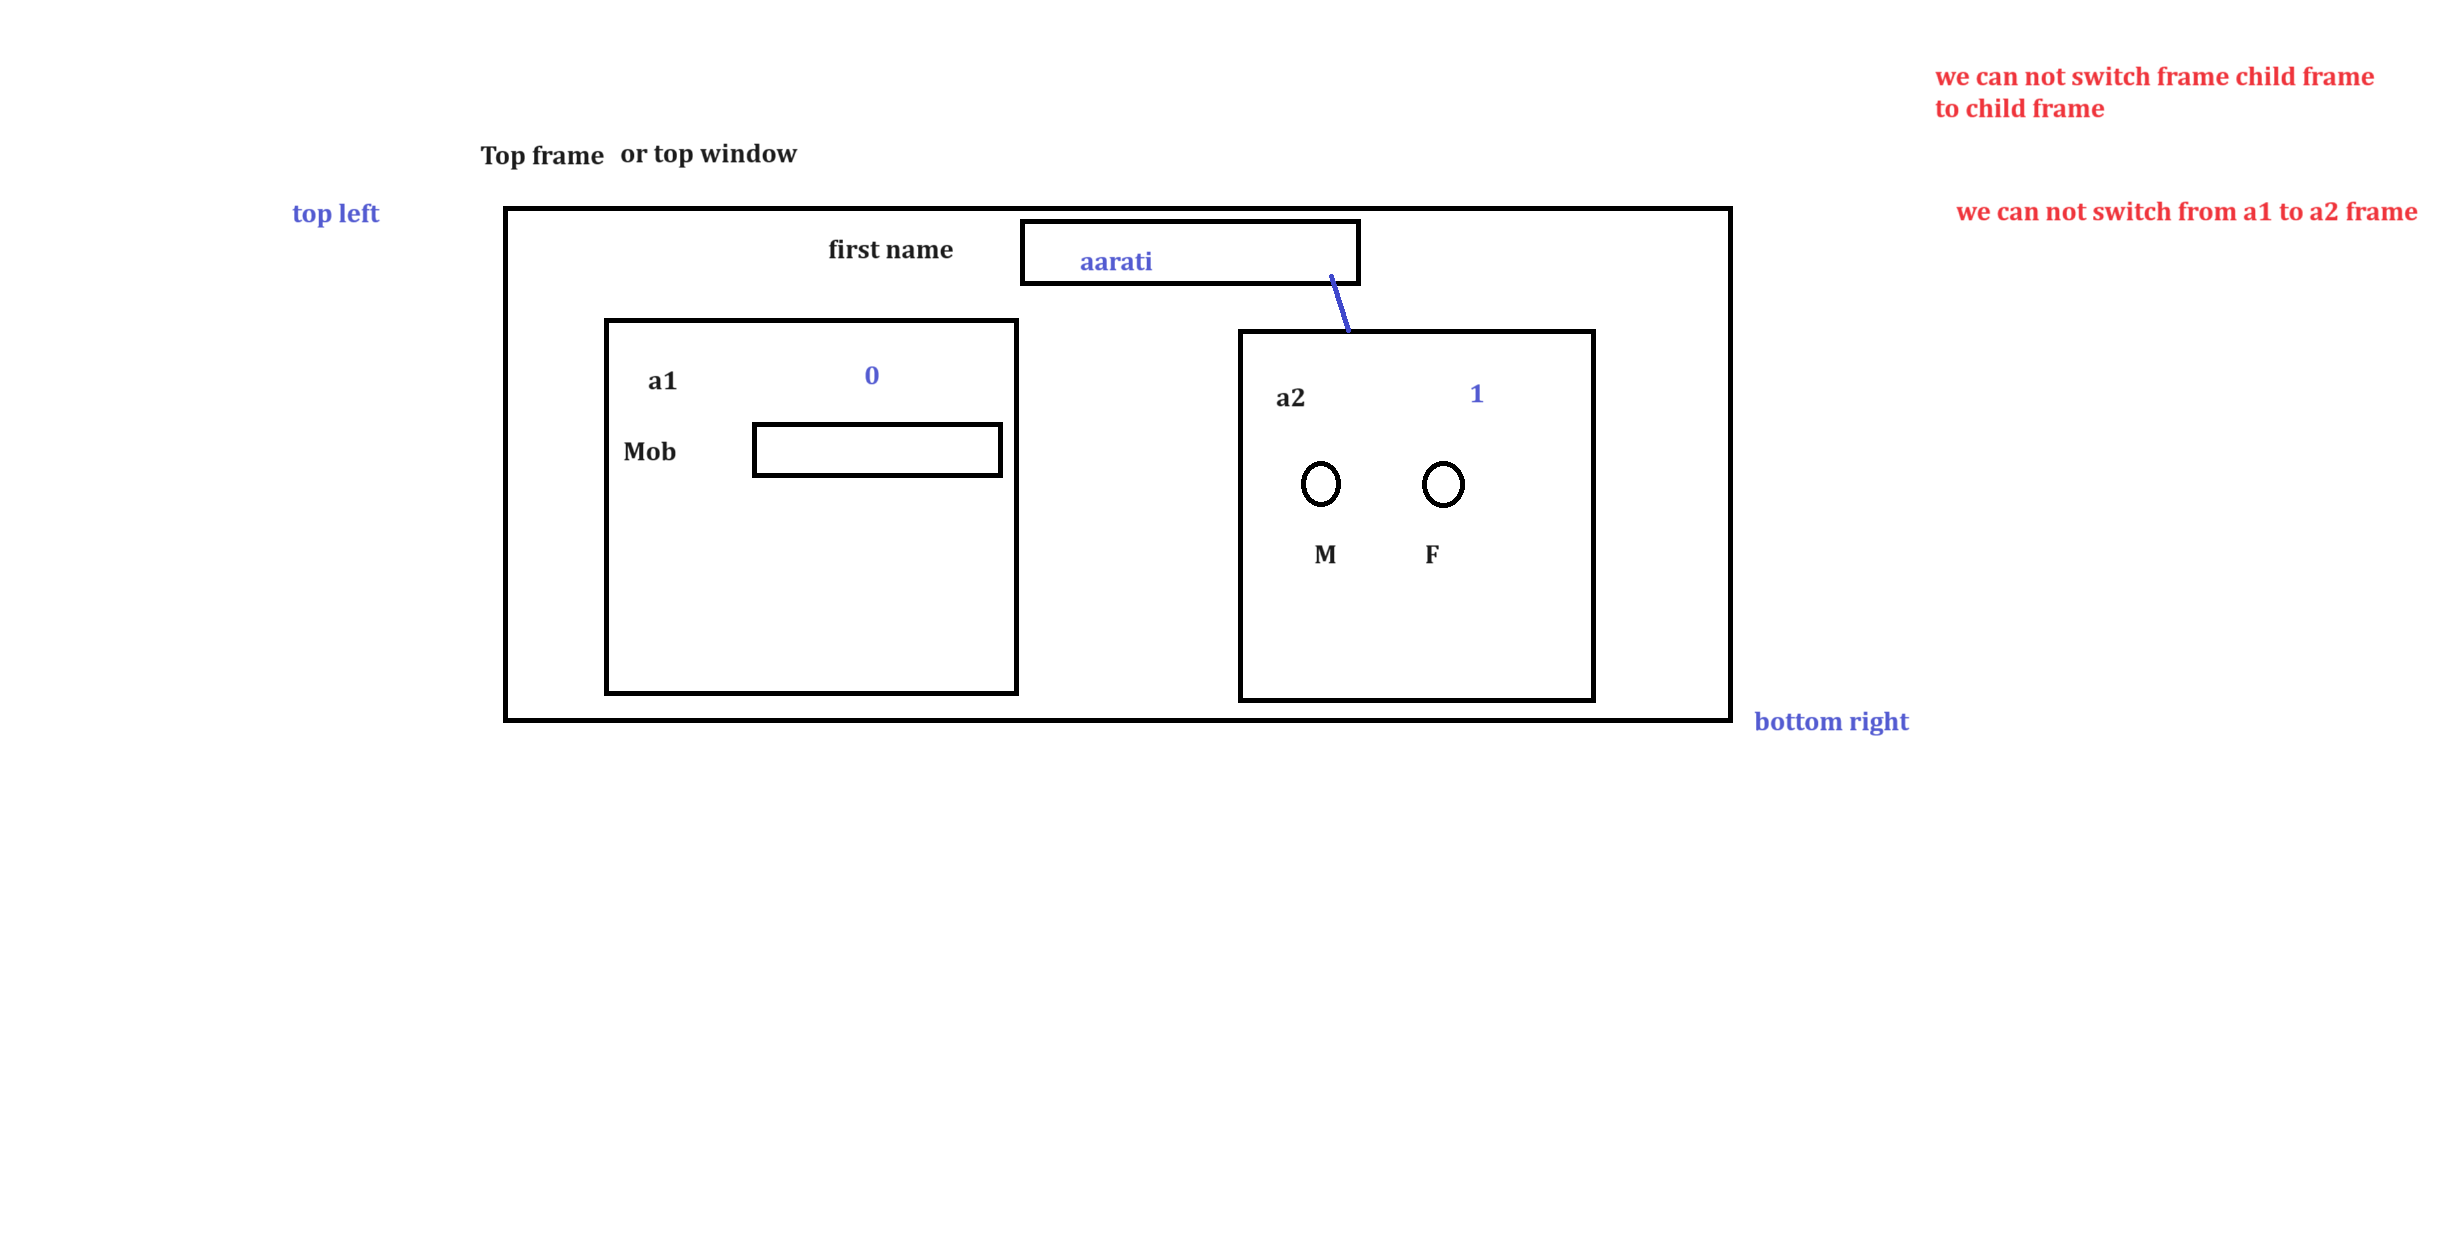 we can not switch frame child frame
to child frame
Top frame or top window
top left
we can not switch from a1 to a2 frame
first name
aarati
a1 0
a2 1
Mob
M F
bottom right